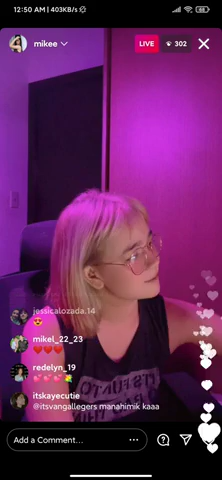 12:50 AM | 403KB/s
mikee
LIVE
302
jessicalozada.14
😍
mikel_22_23
❤❤❤
redelyn_19
itskayecutie
@itsvangallegers manahimik kaaa
Add a Comment...